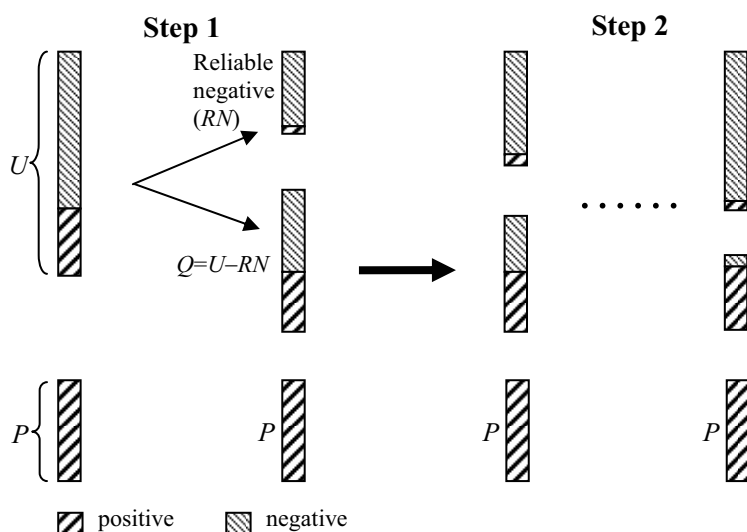 Step 1
Step 2
Reliable
negative
(RN)
U
Q=U–RN
P
P
P
P
positive
negative